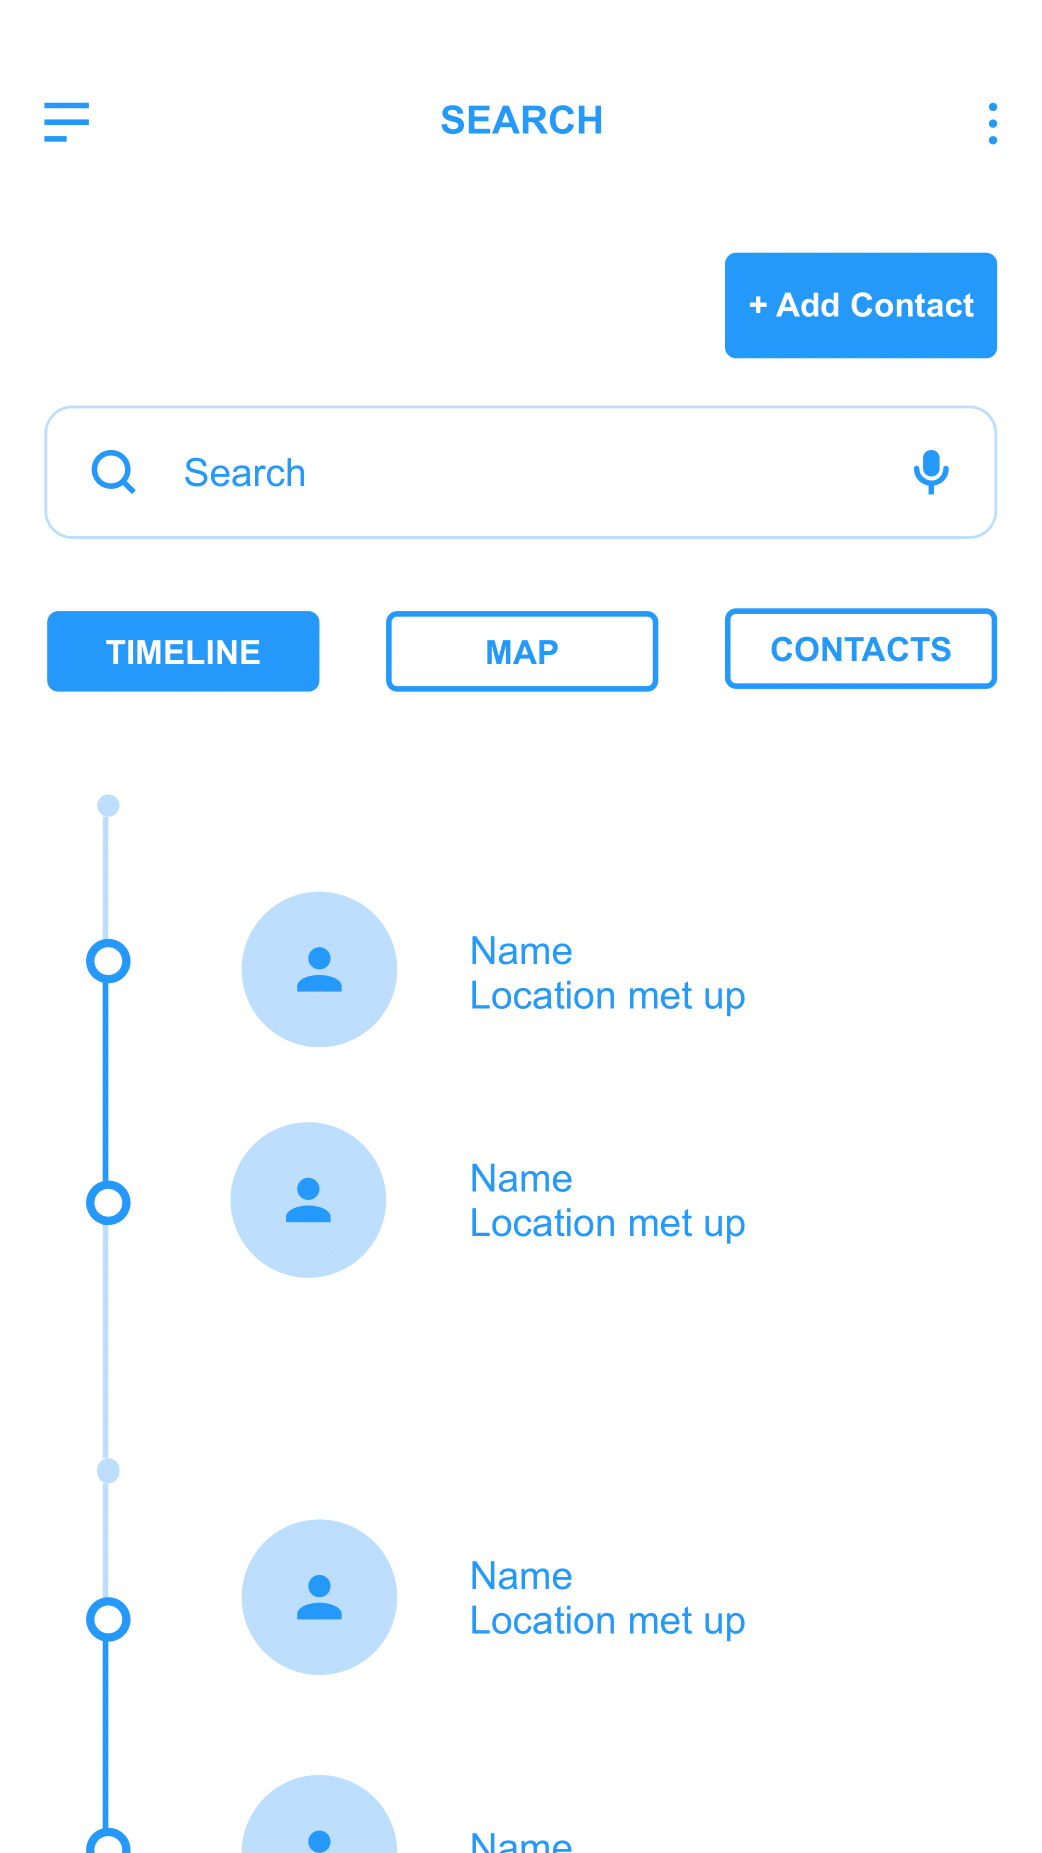 SEARCH
+ Add Contact
Search
TIMELINE
MAP
CONTACTS
Name
Location met up
Name
Location met up
Name
Location met up
Name